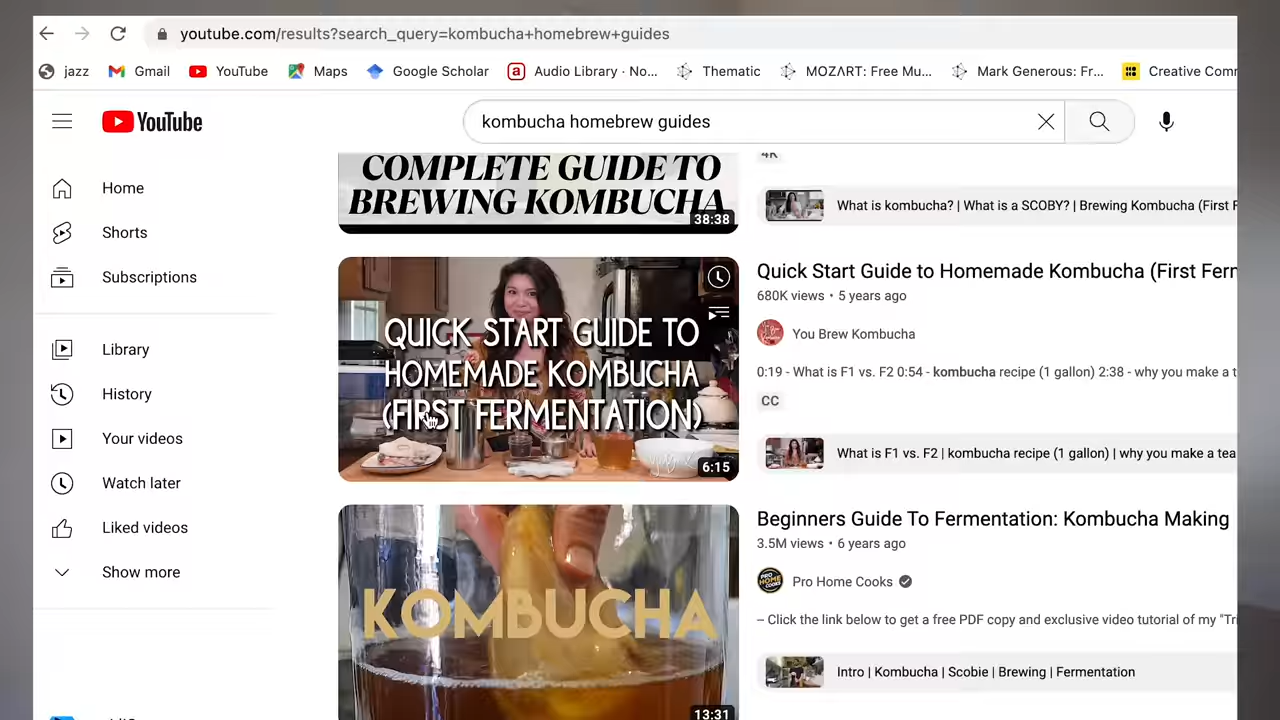 youtube.com/results?search_query=kombucha+homebrew+guides
jazz
Gmail
YouTube
Maps
Google Scholar
Audio Library · No...
Thematic
MOZΛRT: Free Mu...
Mark Generous: Fr...
Creative Comm
YouTube
kombucha homebrew guides
Home
Shorts
Subscriptions
Library
History
Your videos
Watch later
Liked videos
Show more
COMPLETE GUIDE TO
BREWING KOMBUCHA
38:38
4K
What is kombucha? | What is a SCOBY? | Brewing Kombucha (First F
QUICK START GUIDE TO
HOMEMADE KOMBUCHA
(FIRST FERMENTATION)
6:15
Quick Start Guide to Homemade Kombucha (First Ferm
680K views • 5 years ago
You Brew Kombucha
0:19 - What is F1 vs. F2 0:54 - kombucha recipe (1 gallon) 2:38 - why you make a t
CC
What is F1 vs. F2 | kombucha recipe (1 gallon) | why you make a tea
KOMBUCHA
13:31
Beginners Guide To Fermentation: Kombucha Making
3.5M views • 6 years ago
PRO HOME COOKS
Pro Home Cooks
– Click the link below to get a free PDF copy and exclusive video tutorial of my "Tri
Intro | Kombucha | Scobie | Brewing | Fermentation